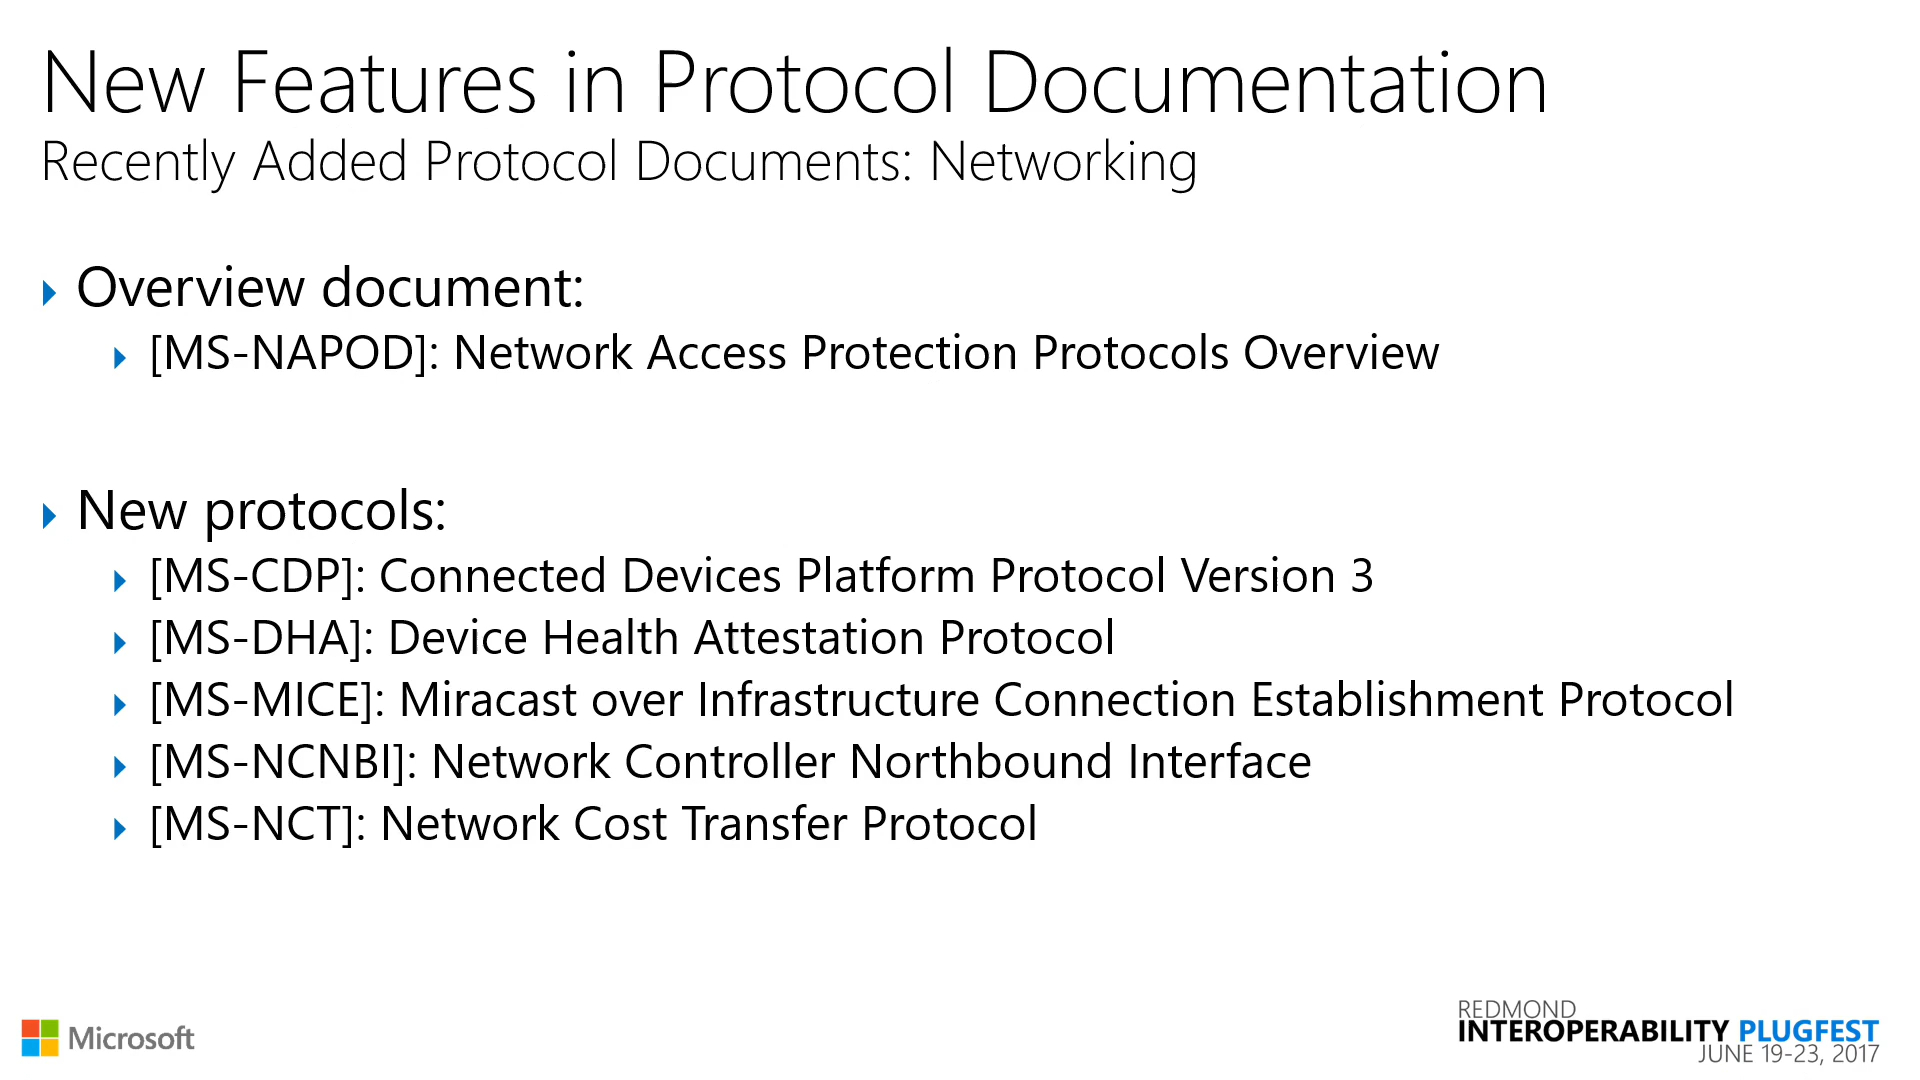 New Features in Protocol Documentation
Recently Added Protocol Documents: Networking
Overview document:
[MS-NAPOD]: Network Access Protection Protocols Overview
New protocols:
[MS-CDP]: Connected Devices Platform Protocol Version 3
[MS-DHA]: Device Health Attestation Protocol
[MS-MICE]: Miracast over Infrastructure Connection Establishment Protocol
[MS-NCNBI]: Network Controller Northbound Interface
[MS-NCT]: Network Cost Transfer Protocol
Microsoft
REDMOND
INTEROPERABILITY PLUGFEST
JUNE 19-23, 2017